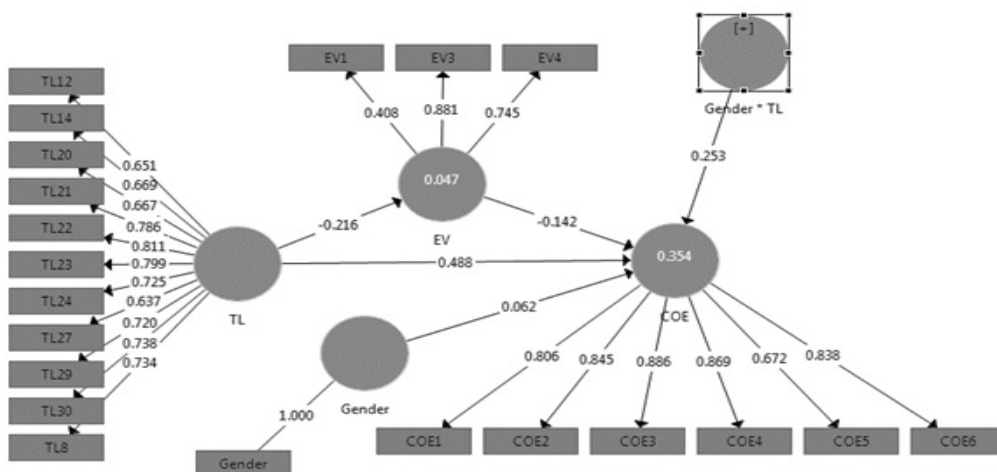 [+]
Gender * TL
EV1
EV3
EV4
0.408
0.881
0.745
0.047
EV
TL12
TL14
TL20
TL21
TL22
TL23
TL24
TL27
TL29
TL30
TL8
0.651
0.669
0.667
0.786
0.811
0.799
0.725
0.637
0.720
0.738
0.734
TL
-0.216
-0.142
0.253
0.488
0.354
COE
0.062
Gender
1.000
Gender
0.806
0.845
0.886
0.869
0.672
0.838
COE1
COE2
COE3
COE4
COE5
COE6